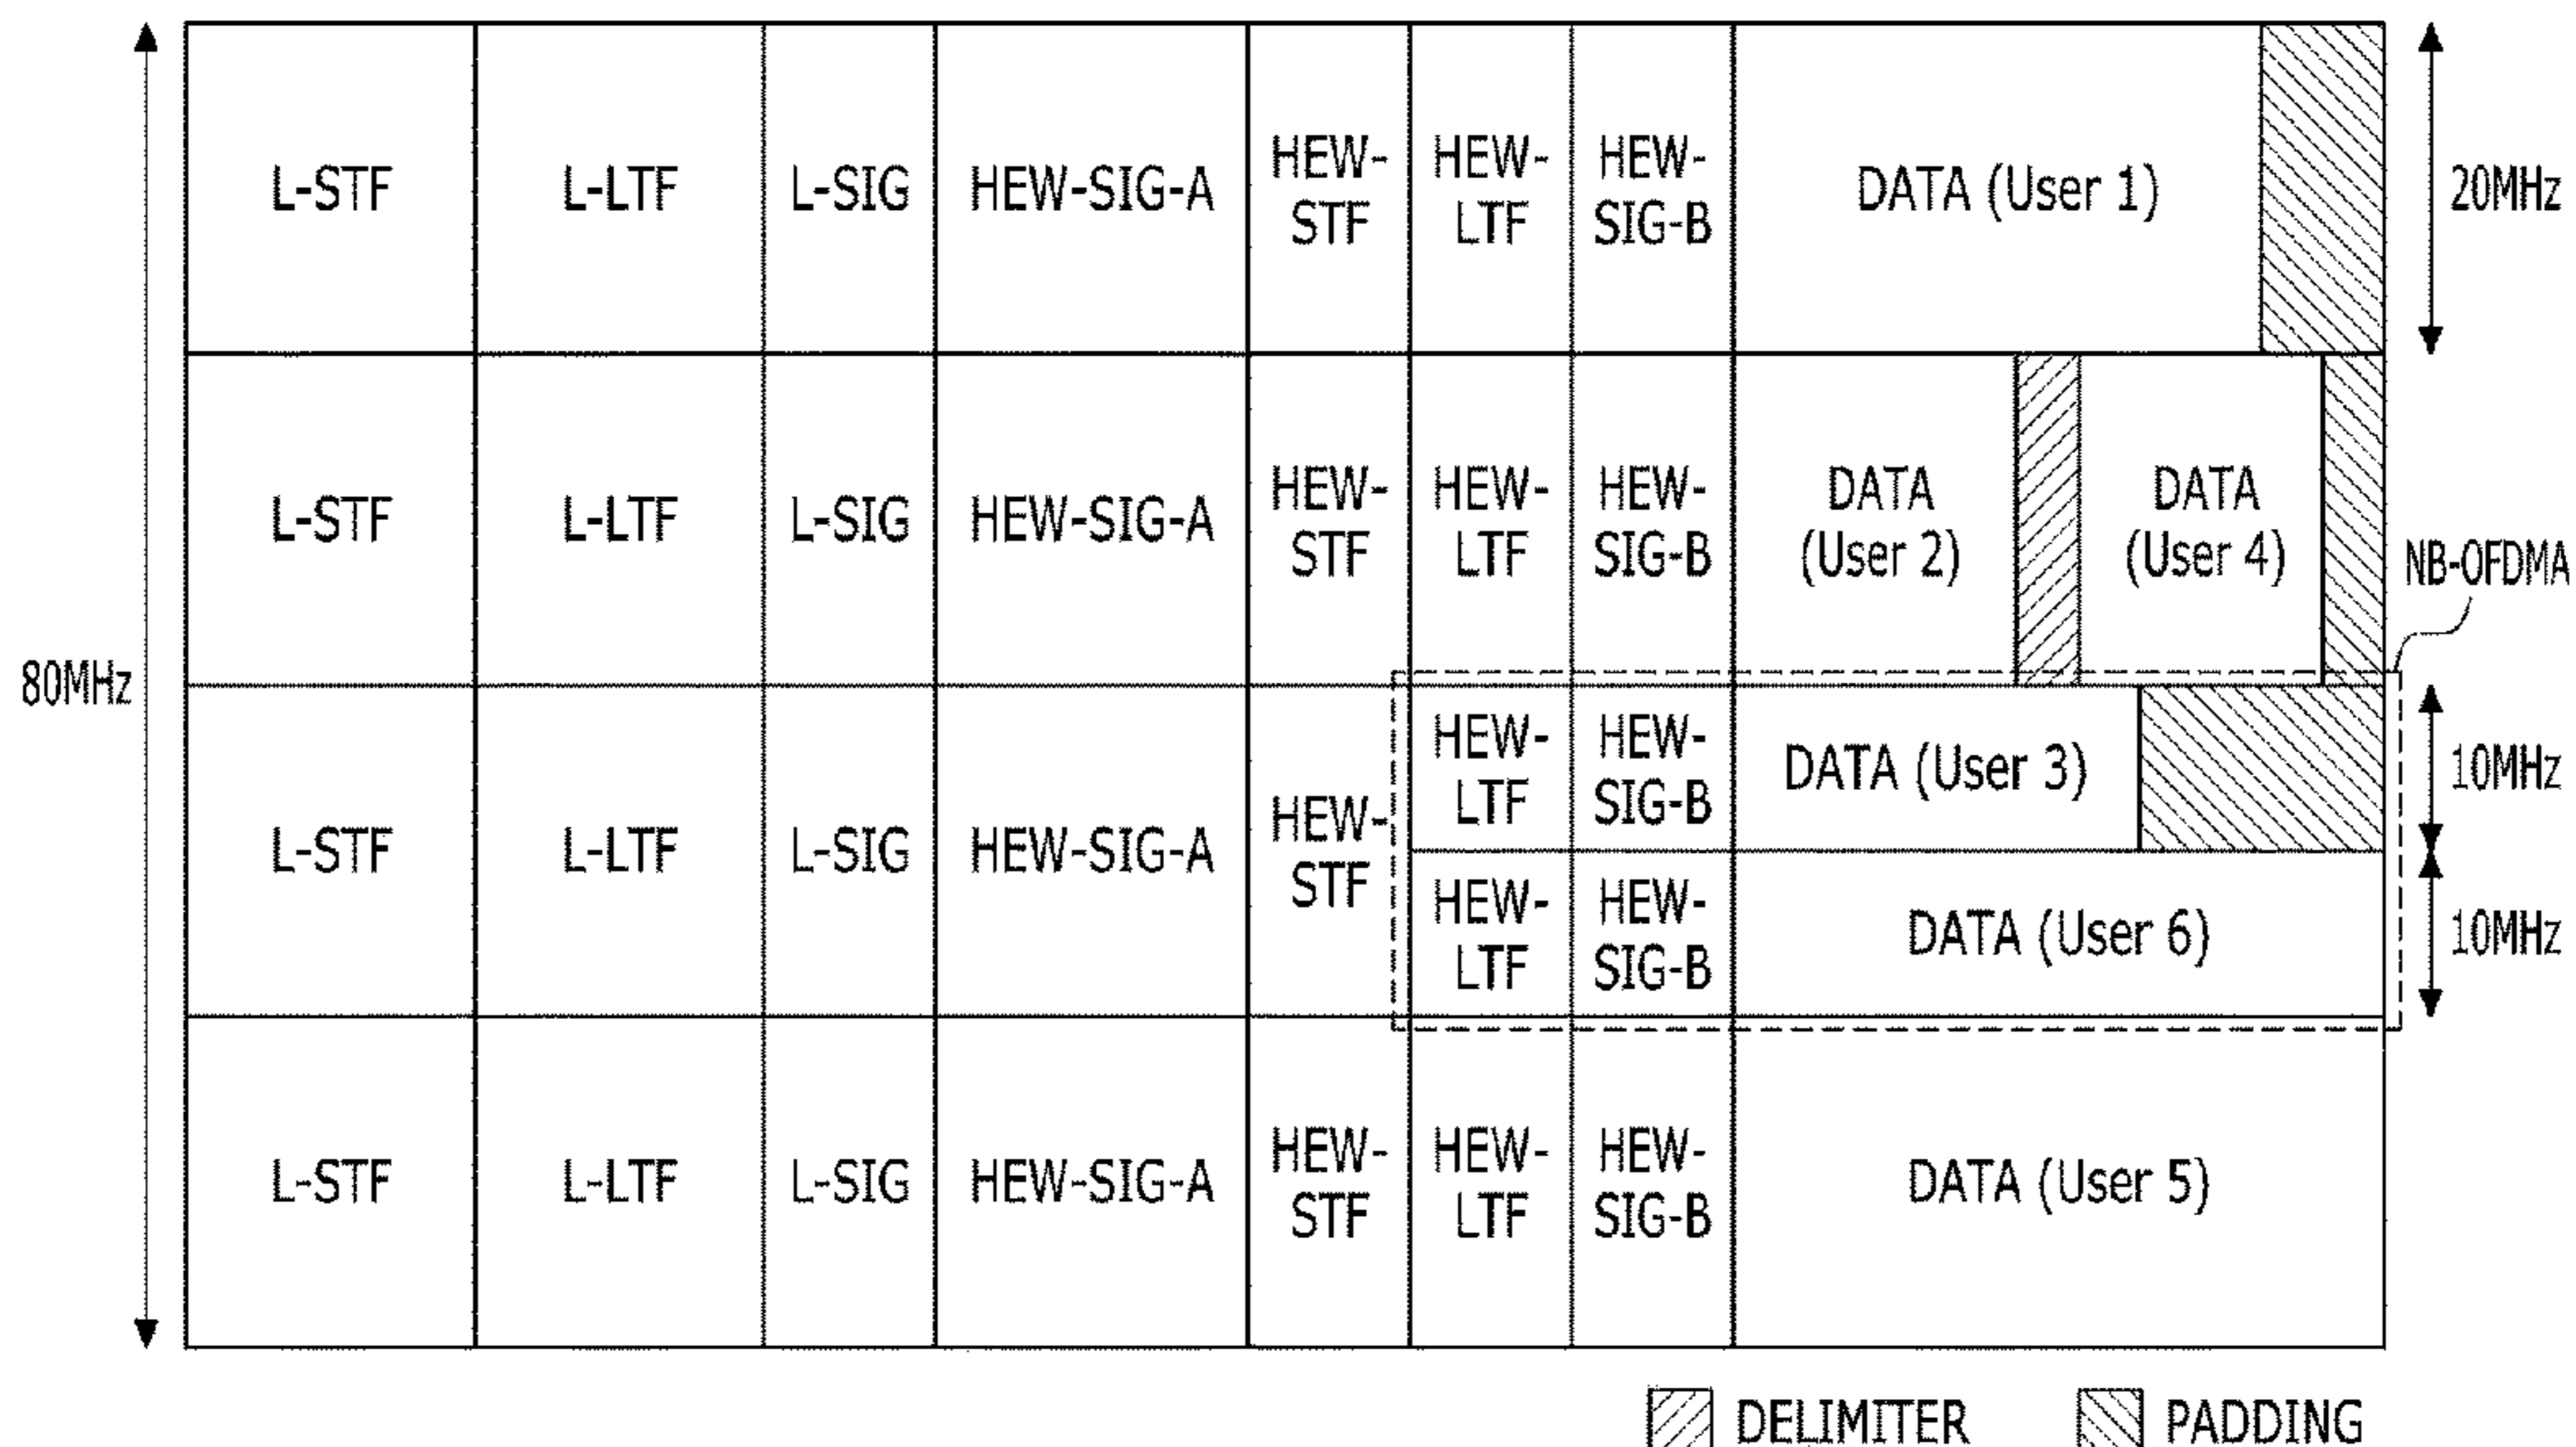 L-STF L-LTF L-SIG HEW-SIG-A HEW-STF HEW-LTF HEW-SIG-B DATA (User 1) 20MHz
L-STF L-LTF L-SIG HEW-SIG-A HEW-STF HEW-LTF HEW-SIG-B DATA (User 2) DATA (User 4)
NB-OFDMA
80MHz
HEW-LTF HEW-SIG-B DATA (User 3) 10MHz
L-STF L-LTF L-SIG HEW-SIG-A HEW-STF
HEW-LTF HEW-SIG-B DATA (User 6) 10MHz
L-STF L-LTF L-SIG HEW-SIG-A HEW-STF HEW-LTF HEW-SIG-B DATA (User 5)
DELIMITER PADDING